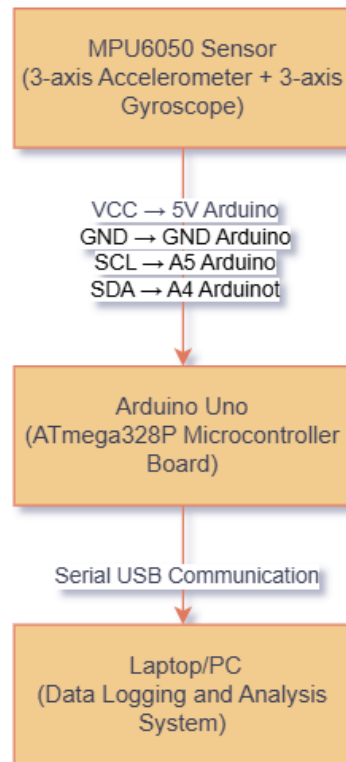 MPU6050 Sensor
(3-axis Accelerometer + 3-axis
Gyroscope)
VCC → 5V Arduino
GND → GND Arduino
SCL → A5 Arduino
SDA → A4 Arduinot
Arduino Uno
(ATmega328P Microcontroller
Board)
Serial USB Communication
Laptop/PC
(Data Logging and Analysis
System)